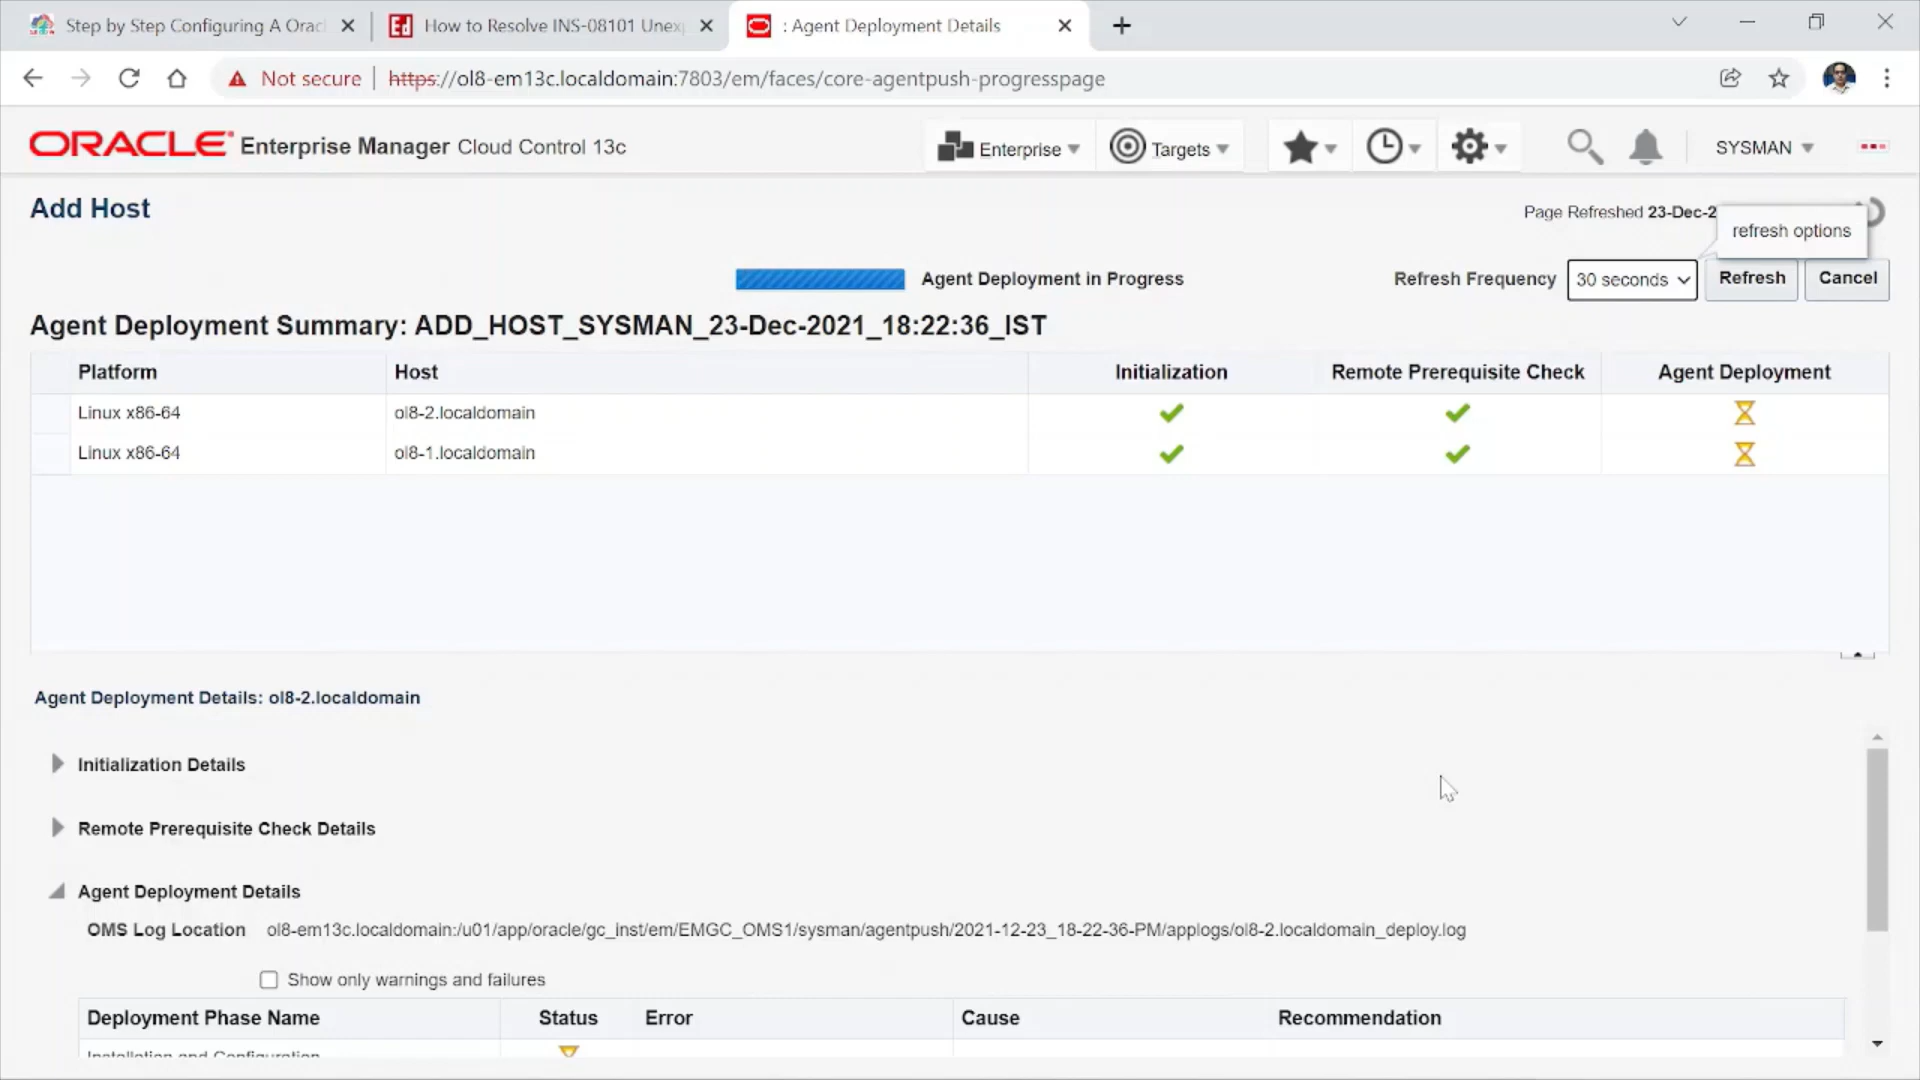 Step by Step Configuring A Orac
How to Resolve INS-08101 Unex
: Agent Deployment Details
Not secure
https://ol8-em13c.localdomain:7803/em/faces/core-agentpush-progresspage
ORACLE Enterprise Manager Cloud Control 13c
Enterprise
Targets
SYSMAN
Add Host
Page Refreshed 23-Dec-2
refresh options
Agent Deployment in Progress
Refresh Frequency
30 seconds
Refresh
Cancel
Agent Deployment Summary: ADD_HOST_SYSMAN_23-Dec-2021_18:22:36_IST
Platform Host Initialization Remote Prerequisite Check Agent Deployment
Linux x86-64 ol8-2.localdomain
Linux x86-64 ol8-1.localdomain
Agent Deployment Details: ol8-2.localdomain
Initialization Details
Remote Prerequisite Check Details
Agent Deployment Details
OMS Log Location ol8-em13c.localdomain:/u01/app/oracle/gc_inst/em/EMGC_OMS1/sysman/agentpush/2021-12-23_18-22-36-PM/applogs/ol8-2.localdomain_deploy.log
Show only warnings and failures
Deployment Phase Name Status Error Cause Recommendation
Installation and Configuration